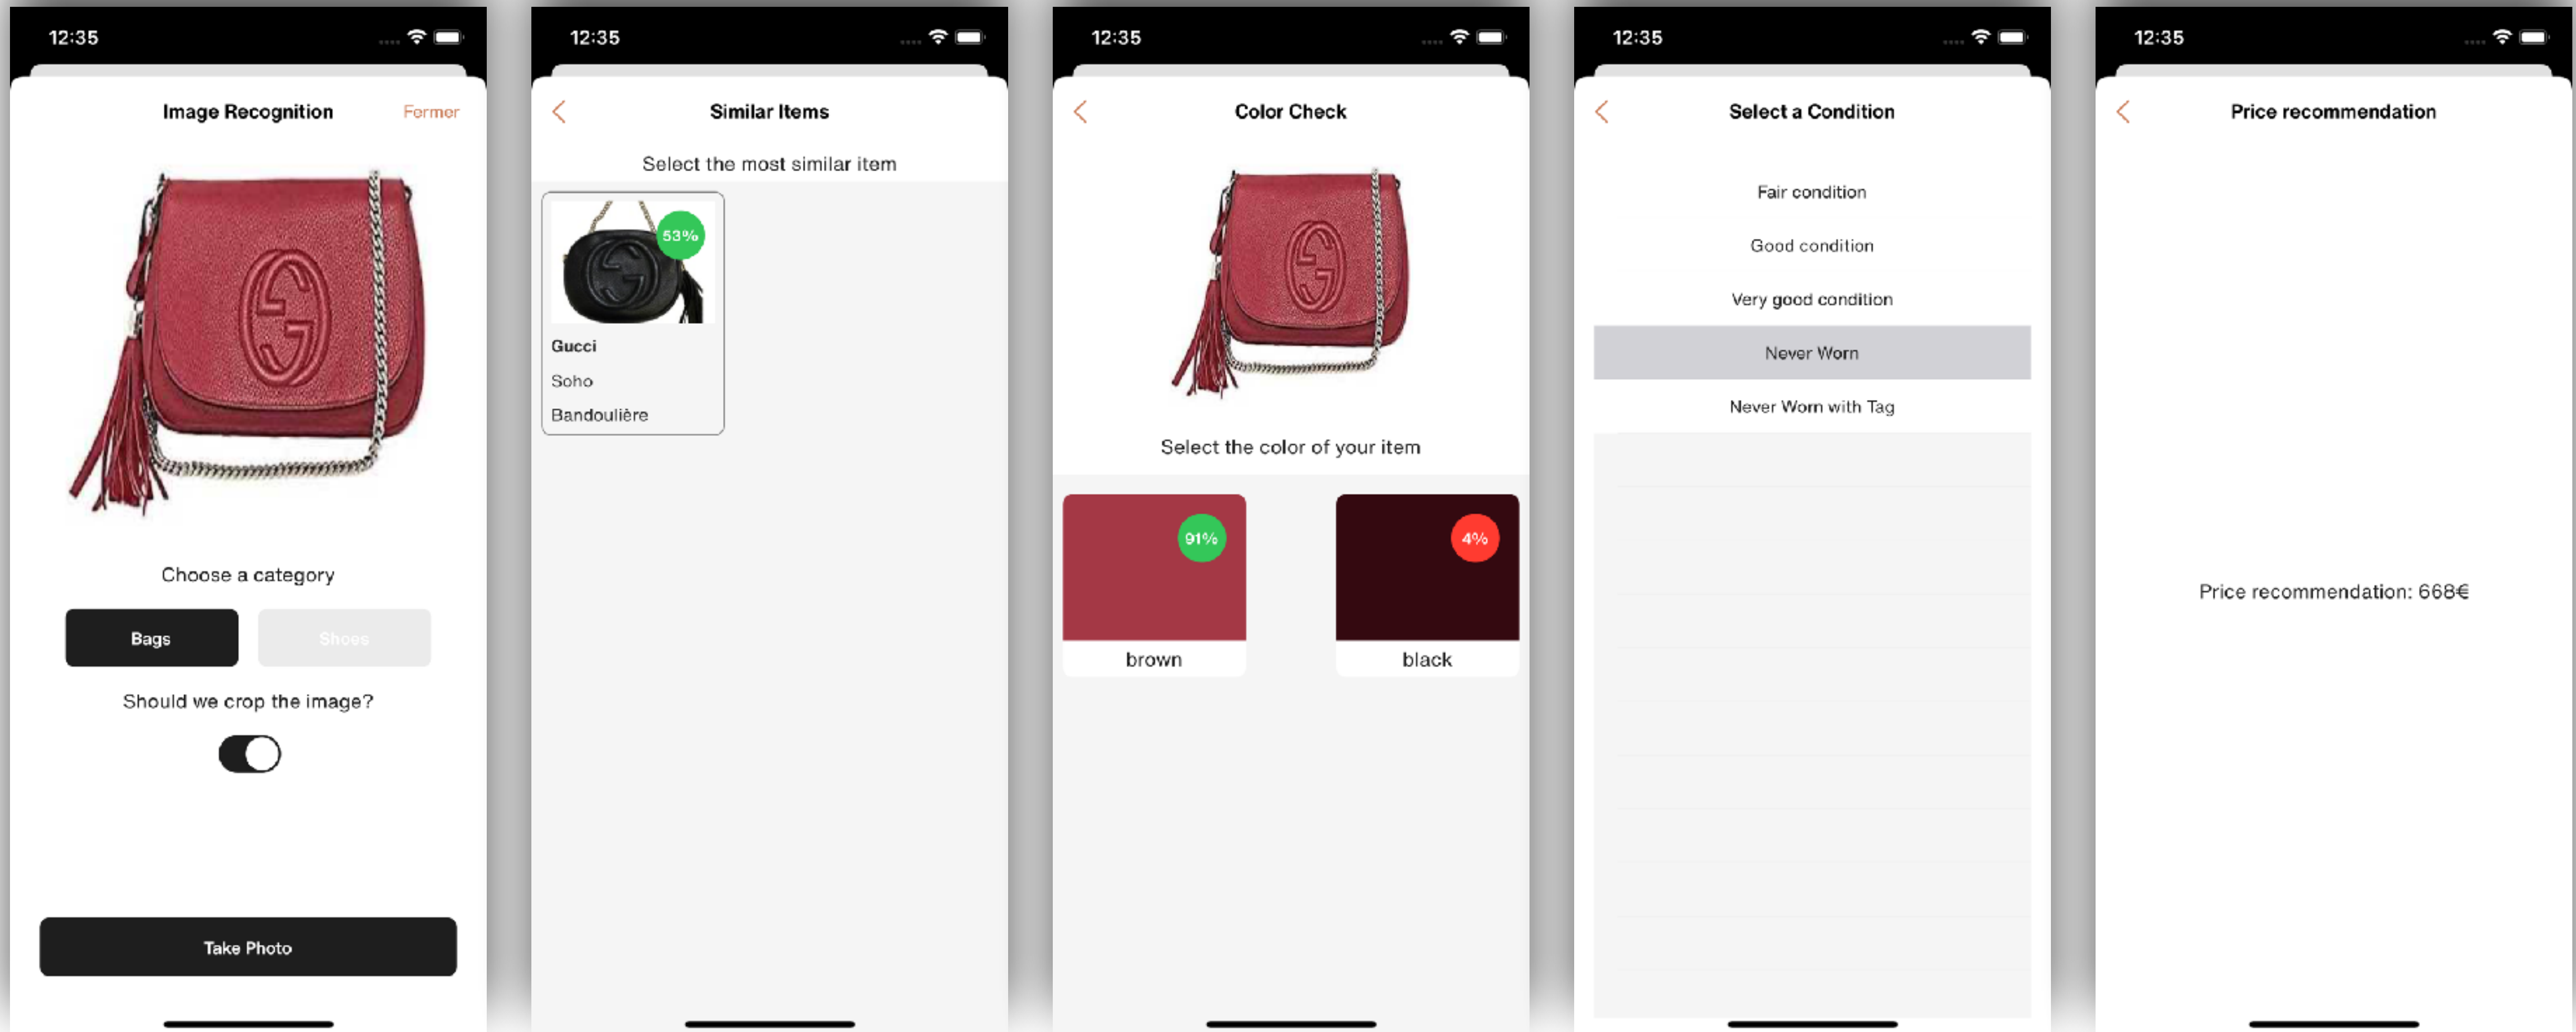 12:35
Image Recognition
Fermer
Choose a category
Bags
Shoes
Should we crop the image?
Take Photo
12:35
Similar Items
Select the most similar item
53%
Gucci
Soho
Bandoulière
12:35
Color Check
Select the color of your item
91%
4%
brown
black
12:35
Select a Condition
Fair condition
Good condition
Very good condition
Never Worn
Never Worn with Tag
12:35
Price recommendation
Price recommendation: 668€